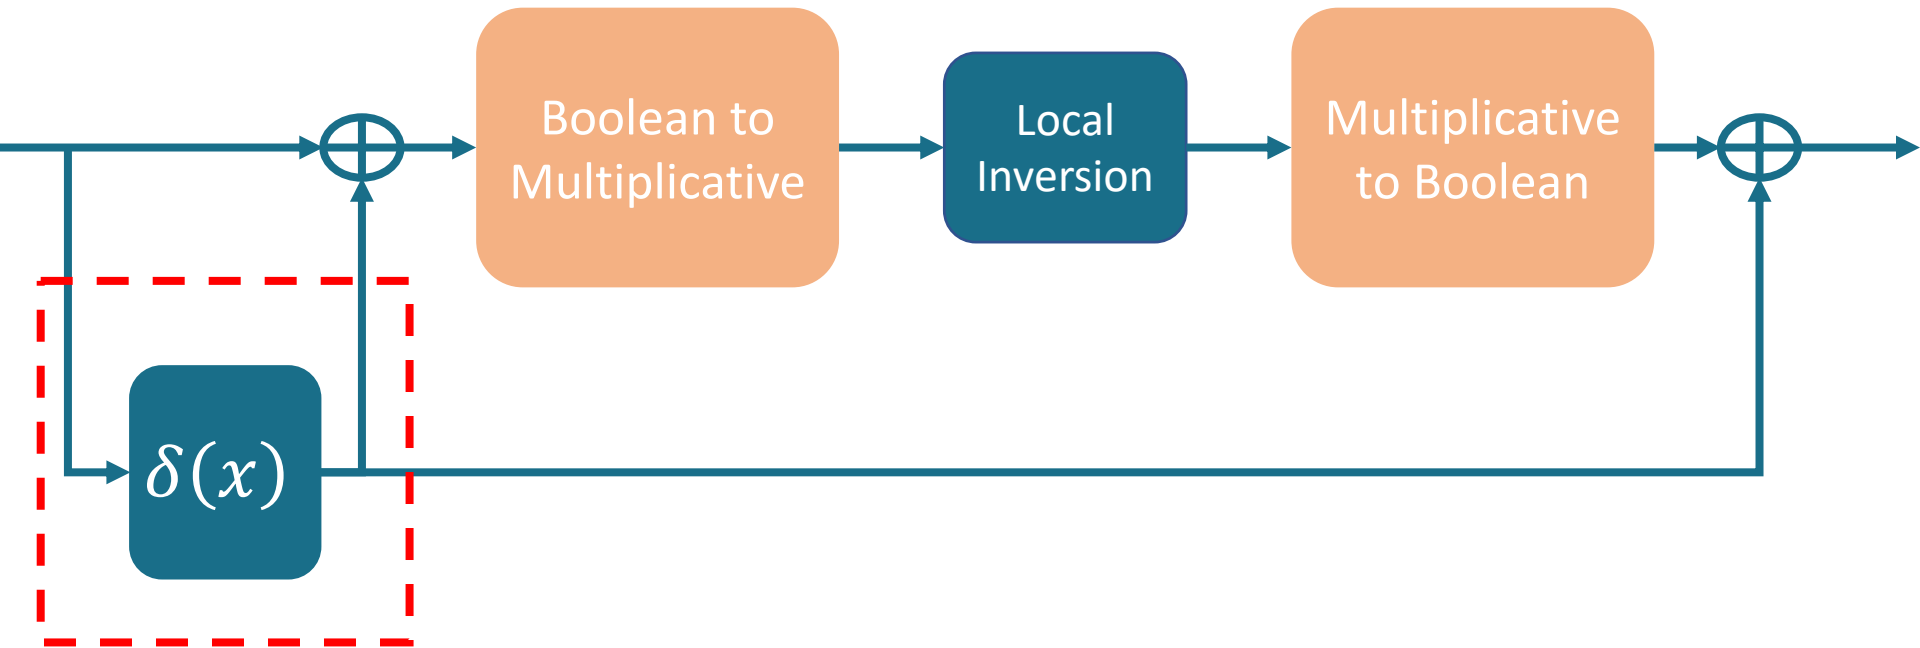 Boolean to
Multiplicative
Local
Inversion
Multiplicative
to Boolean
δ(x)